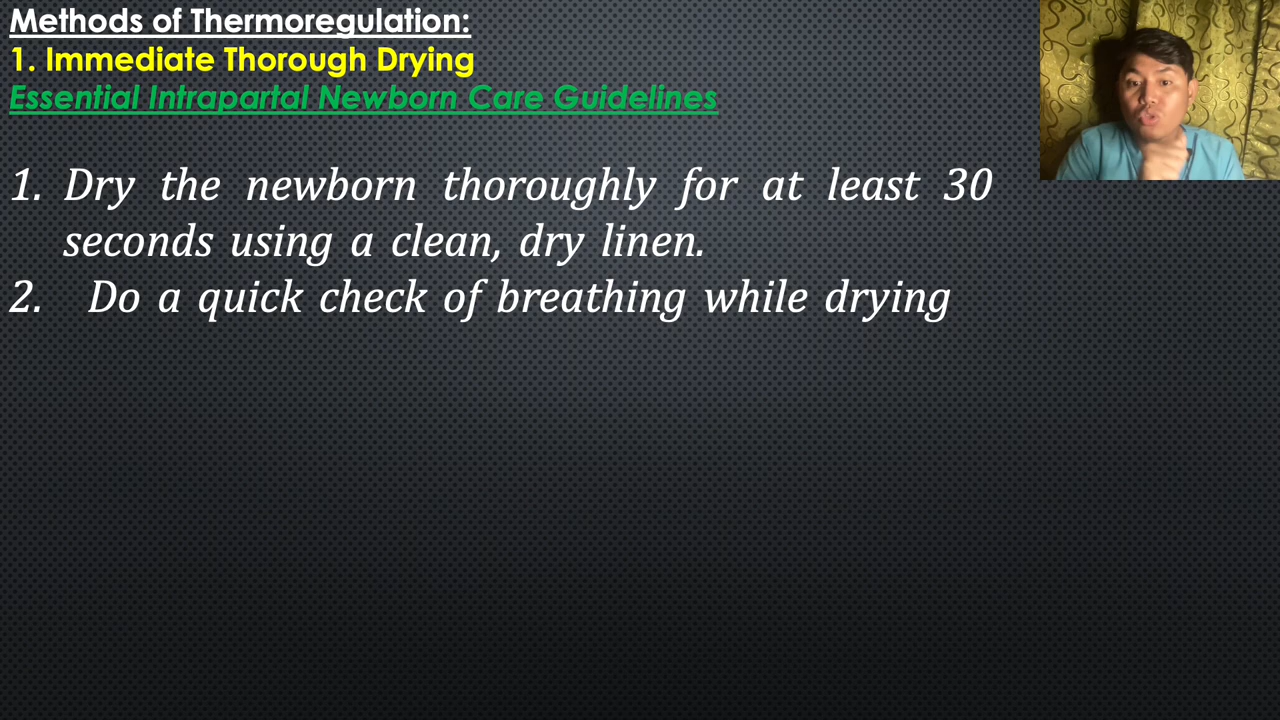 Methods of Thermoregulation:
1. Immediate Thorough Drying
Essential Intrapartal Newborn Care Guidelines
1. Dry the newborn thoroughly for at least 30
seconds using a clean, dry linen.
2. Do a quick check of breathing while drying